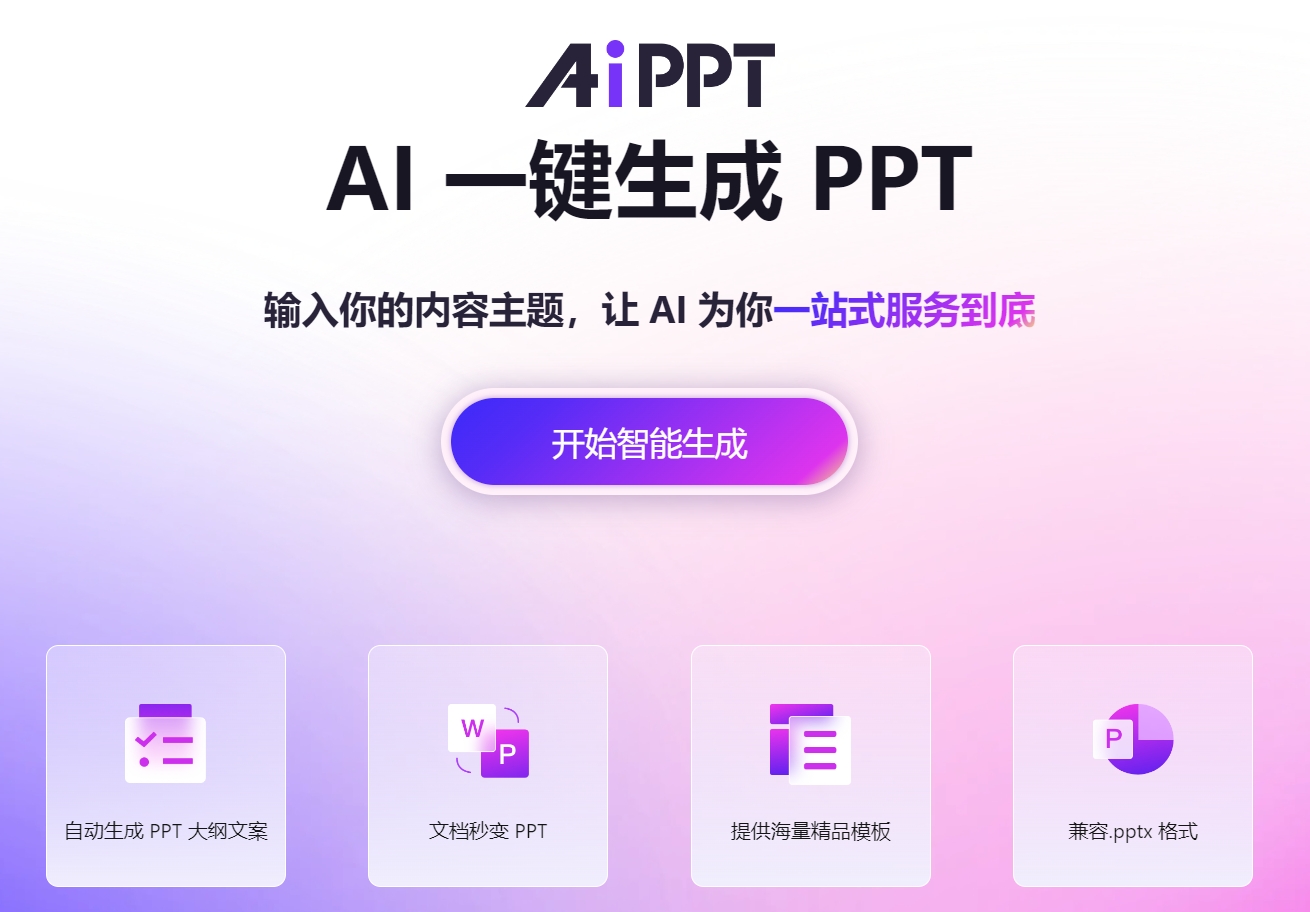 AiPPT
AI 一键生成 PPT
输入你的内容主题，让 AI 为你一站式服务到底
开始智能生成
W
P
P
自动生成 PPT 大纲文案
文档秒变 PPT
提供海量精品模板
兼容.pptx 格式